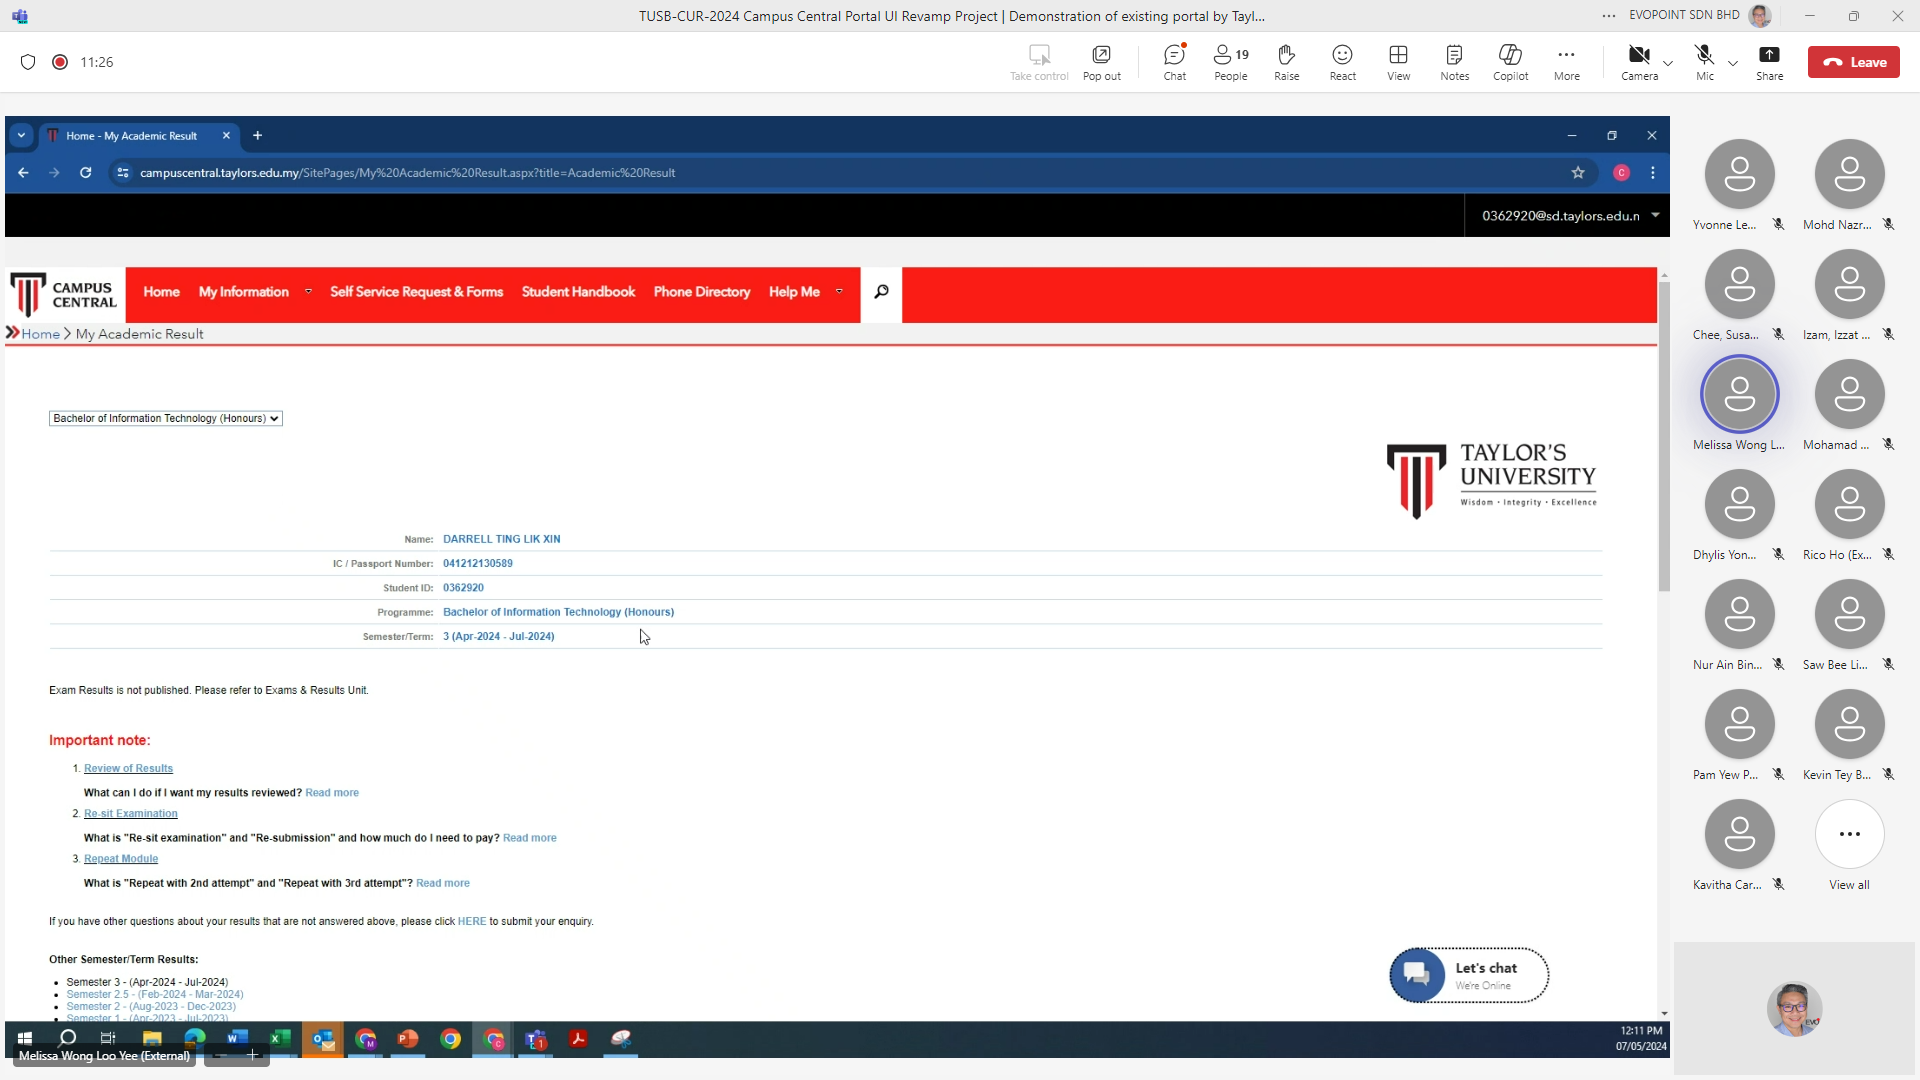 TUSB-CUR-2024 Campus Central Portal UI Revamp Project | Demonstration of existing portal by Tayl...
EVOPOINT SDN BHD
11:26
Take control
Pop out
Chat
19
People
Raise
React
View
Notes
Copilot
More
Camera
Mic
Share
Leave
Home - My Academic Result
campuscentral.taylors.edu.my/SitePages/My%20Academic%20Result.aspx?title=Academic%20Result
C
0362920@sd.taylors.edu.n
CAMPUS
CENTRAL
Home
My Information
Self Service Request & Forms
Student Handbook
Phone Directory
Help Me
Home > My Academic Result
Bachelor of Information Technology (Honours)
TAYLOR'S
UNIVERSITY
Wisdom • Integrity • Excellence
Name: DARRELL TING LIK XIN
IC / Passport Number: 041212130589
Student ID: 0362920
Programme: Bachelor of Information Technology (Honours)
Semester/Term: 3 (Apr-2024 - Jul-2024)
Exam Results is not published. Please refer to Exams & Results Unit.
Important note:
1. Review of Results
What can I do if I want my results reviewed? Read more
2. Re-sit Examination
What is "Re-sit examination" and "Re-submission" and how much do I need to pay? Read more
3. Repeat Module
What is "Repeat with 2nd attempt" and "Repeat with 3rd attempt"? Read more
If you have other questions about your results that are not answered above, please click HERE to submit your enquiry.
Other Semester/Term Results:
Semester 3 - (Apr-2024 - Jul-2024)
Semester 2.5 - (Feb-2024 - Mar-2024)
Semester 2 - (Aug-2023 - Dec-2023)
Semester 1 - (Apr-2023 - Jul-2023)
Let's chat
We're Online
12:11 PM
07/05/2024
Melissa Wong Loo Yee (External)
Yvonne Le...
Mohd Nazr...
Chee, Susa...
Izam, Izzat ...
Melissa Wong L...
Mohamad ...
Dhylis Yon...
Rico Ho (Ex...
Nur Ain Bin...
Saw Bee Li...
Pam Yew P...
Kevin Tey B...
Kavitha Car...
View all